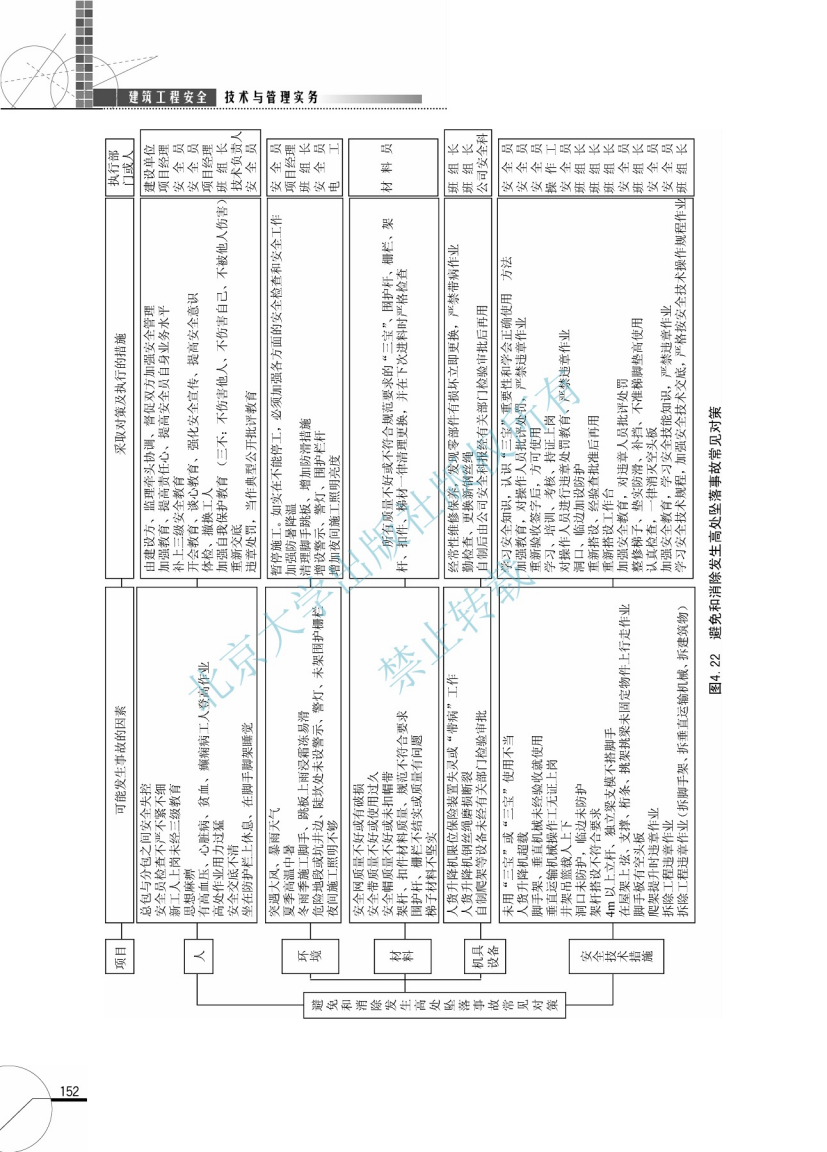 建筑工程安全 技术与管理实务
项目
可能发生事故的因素
采取对策及执行的措施
执行部
门或人
避免和消除发生高处坠落事故常见对策
人
总包与分包之间安全失控
安全员检查不严不紧不细
新工人上岗未经三级教育
思想麻痹
有高血压、心脏病、贫血、癫痫病工人登高作业
高处作业用力过猛
安全交底不清
坐在防护栏上休息、在脚手脚架睡觉
由建设方、监理牵头协调，督促双方加强安全管理
加强教育、提高责任心、提高安全员自身业务水平
补上三级安全教育
开会教育、谈心教育、强化安全宣传、提高安全意识
体检、撤换工人
加强自我保护教育（三不：不伤害他人、不伤害自己、不被他人伤害）
重新交底
违章处罚，当作典型公开批评教育
建设单位
项目经理
安全员
安全员
项目经理
班组长
技术负责人
安全员
环境
突遇大风、暴雨天气
夏季高温中暑
冬雨季施工脚手、跳板上雨浸霜冻易滑
危险地段或坑井边、陡坎处未设警示、警灯、未架围护栅栏
夜间施工照明不够
暂停施工。如实在不能停工，必须加强各方面的安全检查和安全工作
加强防暑降温
清理脚手跳板、增加防滑措施
增设警示、警灯、围护栏杆
增加夜间施工照明亮度
安全员
项目经理
班组长
安全员
电工
材料
安全网质量不好或有破损
安全带质量不好或使用过久
安全帽质量不好或未扣帽带
架杆、扣件材料质量、规范不符合要求
围护杆、栅栏不结实或质量有问题
梯子材料不坚实
所有质量不好或不符合规范要求的“三宝”、围护杆、栅栏、架
杆、扣件、梯材一律清理更换，并在下次进料时严格检查
材料员
机具
设备
人货升降机限位保险装置失灵或“带病”工作
人货升降机钢丝绳磨损断裂
自制爬架等设备未经有关部门检验审批
经常性维修保养，发现零部件有损坏立即更换，严禁带病作业
勤检查、更换新钢丝绳
自制后由公司安全科报经有关部门检验审批后再用
班组长
班组长
公司安全科
安全技术
措施
未用“三宝”或“三宝”使用不当
人货升降机超载
脚手架、垂直机械未经验收就使用
垂直运输机械操作工无证上岗
井架吊篮载人上下
洞口未防护，临边未防护
架杆搭设不符合要求
4m以上立杆、独立梁支模不搭脚手
在屋架上弦、支撑、桁条、挑架挑梁未固定物件上行走作业
脚手板有空头板
爬架提升时违章作业
拆除工程违章作业
拆除工程违章作业(拆脚手架、拆垂直运输机械、拆建筑物)
学习安全知识，认识“三宝”重要性和学会正确使用 方法
加强教育，对操作人员批评处罚，严禁违章作业
重新验收签字后，方可使用
学习、培训、考核、持证上岗
对操作人员进行违章处罚教育，严禁违章作业
洞口、临边加设防护
重新搭设、经验查批准后再用
重新搭设工作台
加强安全教育，对违章人员批评处罚
整修梯子、垫实防滑、补挡、不准梯脚垫高使用
认真检查，一律消灭空头板
加强安全教育，学习安全技能知识，严禁违章作业
学习安全技术规程，加强安全技术交底，严格按安全技术操作规程作业
安全员
安全员
安全员
操作工
安全员
班组长
班组长
班组长
安全员
班组长
安全员
安全员
班组长
图4.22 避免和消除发生高处坠落事故常见对策
北京大学出版社版权所有
禁止转载
152